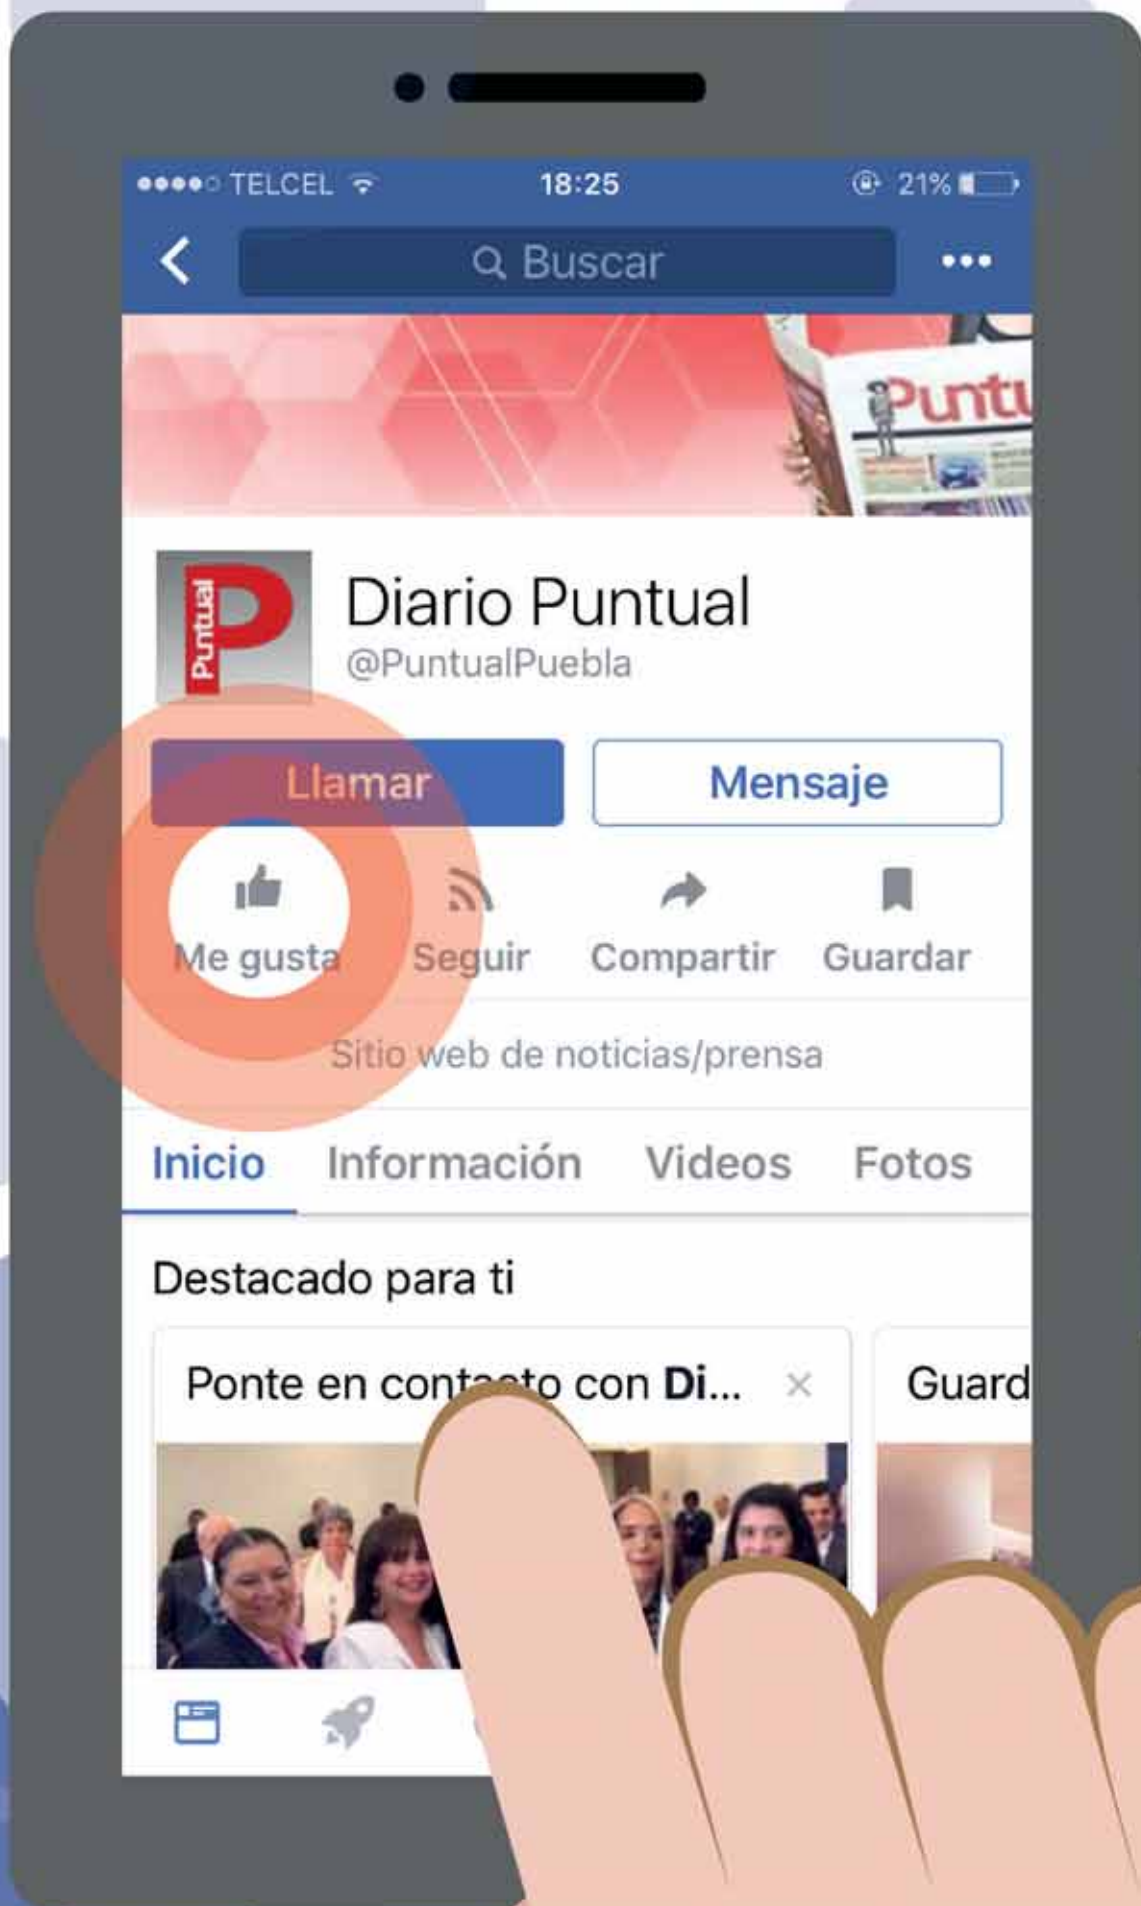 TELCEL 18:25 21%
Buscar
Puntu
Puntual
Diario Puntual
@PuntualPuebla
Llamar Mensaje
Me gusta Seguir Compartir Guardar
Sitio web de noticias/prensa
Inicio Información Videos Fotos
Destacado para ti
Ponte en contacto con Di... × Guard